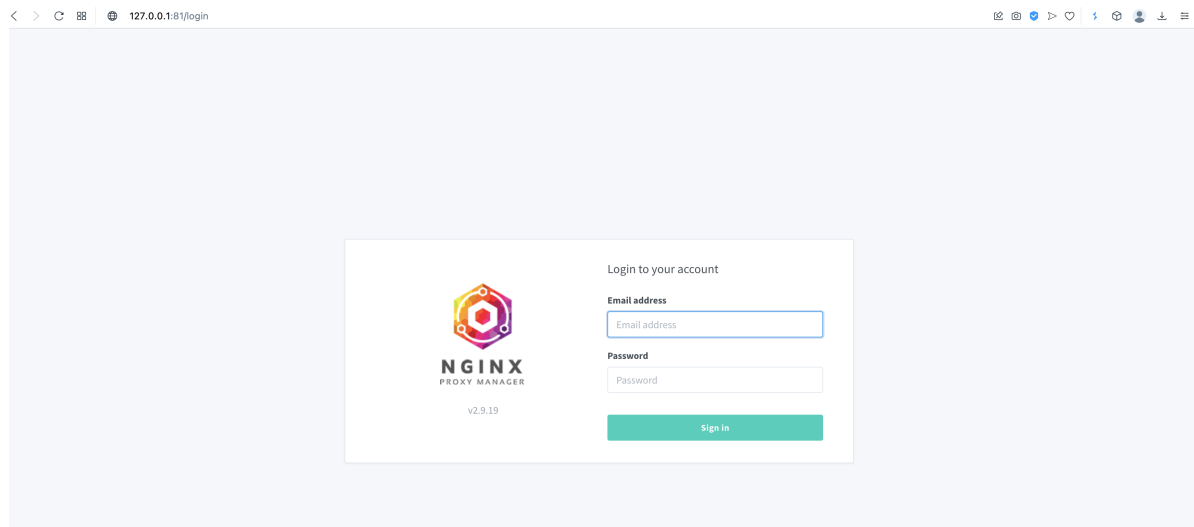 127.0.0.1:81/login
Login to your account
Email address
Email address
Password
Password
Sign in
NGINX
PROXY MANAGER
v2.9.19